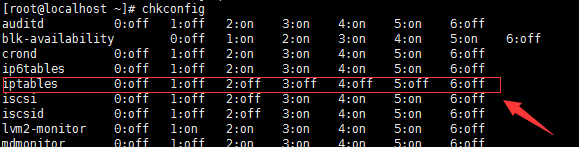 [root@localhost ~]# chkconfig
auditd 0:off 1:off 2:on 3:on 4:on 5:on 6:off
blk-availability 0:off 1:on 2:on 3:on 4:on 5:on 6:off
crond 0:off 1:off 2:on 3:on 4:on 5:on 6:off
ip6tables 0:off 1:off 2:on 3:on 4:on 5:on 6:off
iptables 0:off 1:off 2:off 3:off 4:off 5:off 6:off
iscsi 0:off 1:off 2:off 3:on 4:on 5:on 6:off
iscsid 0:off 1:off 2:off 3:on 4:on 5:on 6:off
lvm2-monitor 0:off 1:on 2:on 3:on 4:on 5:on 6:off
mdmonitor 0:off 1:off 2:on 3:on 4:on 5:on 6:off